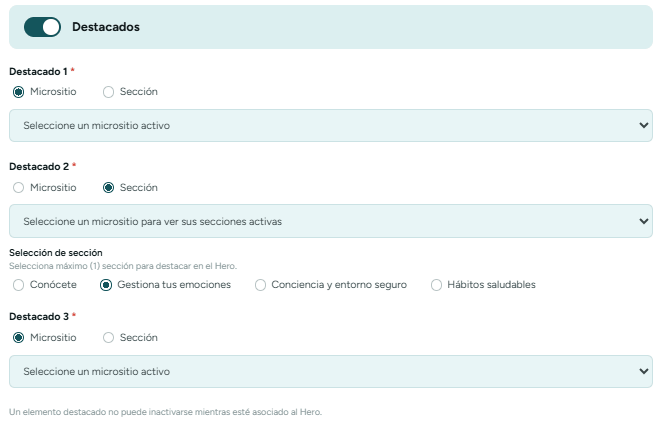 Destacados
Destacado 1 *
Micrositio Sección
Seleccione un micrositio activo
Destacado 2 *
Micrositio Sección
Seleccione un micrositio para ver sus secciones activas
Selección de sección
Selecciona máximo (1) sección para destacar en el Hero.
Conócete Gestiona tus emociones Conciencia y entorno seguro Hábitos saludables
Destacado 3 *
Micrositio Sección
Seleccione un micrositio activo
Un elemento destacado no puede inactivarse mientras esté asociado al Hero.